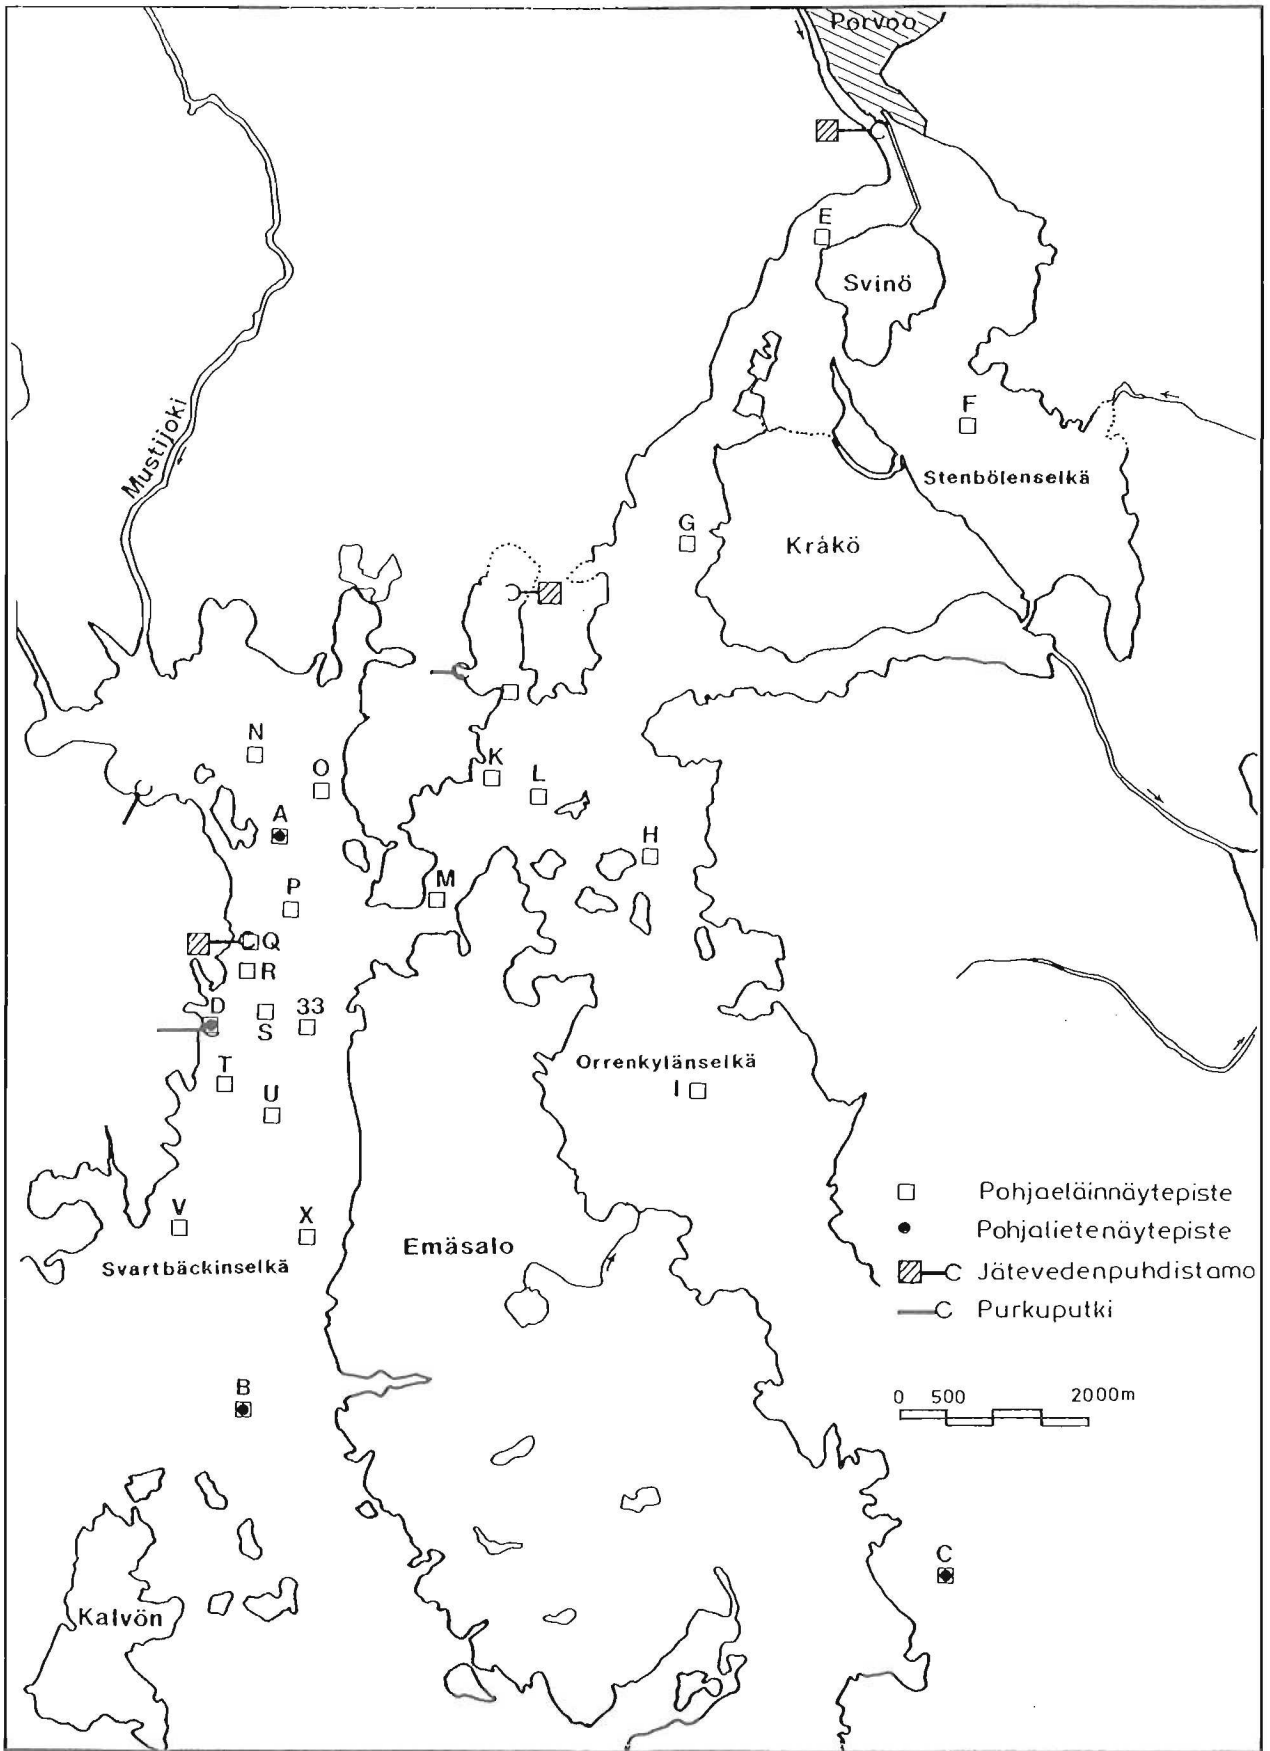 Porvoo
E
Svinö
Mustijoki
F
Stenbölenselkä
G
Kråkö
N
O
K
L
A
H
P
M
Q
R
D
33
S
Orrenkylänselkä
T
I
U
Pohjaeläinnäytepiste
V
X
Pohjalietenäytepiste
Emäsalo
Svartbäckinselkä
C Jätevedenpuhdistamo
C Purkuputki
B
0 500 2000m
C
Kalvön